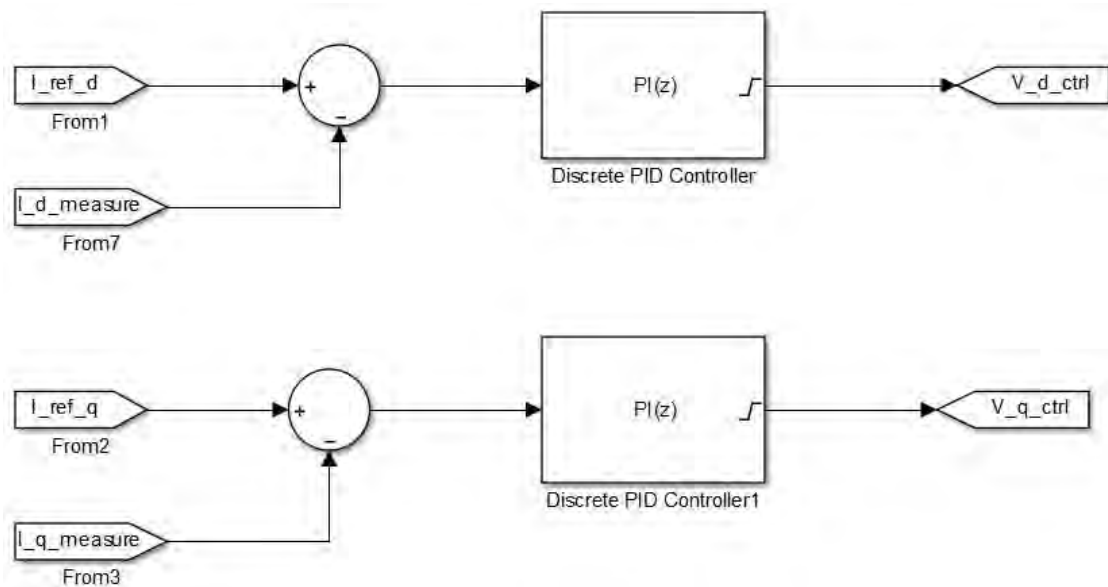 I_ref_d
From1
+
−
PI(z)
Discrete PID Controller
V_d_ctrl
I_d_measure
From7
I_ref_q
From2
+
−
PI(z)
Discrete PID Controller1
V_q_ctrl
I_q_measure
From3